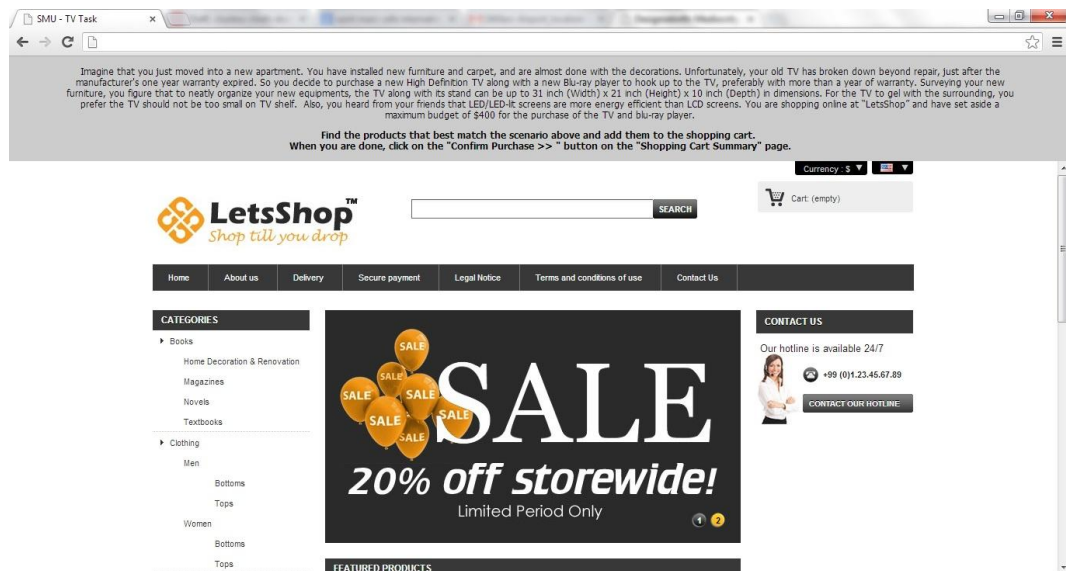 SMU - TV Task
Imagine that you just moved into a new apartment. You have installed new furniture and carpet, and are almost done with the decorations. Unfortunately, your old TV has broken down beyond repair, just after the
manufacturer's one year warranty expired. So you decide to purchase a new High Definition TV along with a new Blu-ray player to hook up to the TV, preferably with more than a year of warranty. Surveying your new
furniture, you figure that to neatly organize your new equipments, the TV along with its stand can be up to 31 inch (Width) x 21 inch (Height) x 10 inch (Depth) in dimensions. For the TV to gel with the surrounding, you
prefer the TV should not be too small on TV shelf. Also, you heard from your friends that LED/LED-lit screens are more energy efficient than LCD screens. You are shopping online at "LetsShop" and have set aside a
maximum budget of $400 for the purchase of the TV and blu-ray player.
Find the products that best match the scenario above and add them to the shopping cart.
When you are done, click on the "Confirm Purchase >> " button on the "Shopping Cart Summary" page.
Currency : $
LetsShop™
Shop till you drop
SEARCH
Cart: (empty)
Home
About us
Delivery
Secure payment
Legal Notice
Terms and conditions of use
Contact Us
CATEGORIES
Books
Home Decoration & Renovation
Magazines
Novels
Textbooks
Clothing
Men
Bottoms
Tops
Women
Bottoms
Tops
SALE
SALE
SALE
SALE
SALE
SALE
SALE
SALE
20% off storewide!
Limited Period Only
1 2
FEATURED PRODUCTS
CONTACT US
Our hotline is available 24/7
+99 (0)1.23.45.67.89
CONTACT OUR HOTLINE